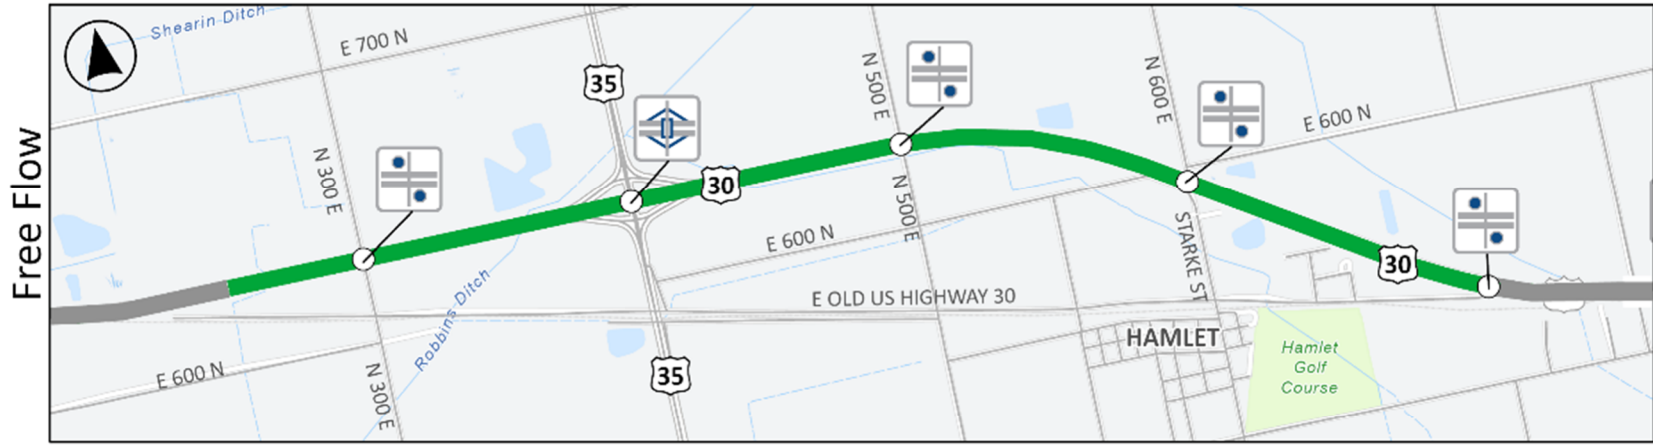 Free Flow
Shearin Ditch
E 700 N
35
N 500 E
N 600 E
E 600 N
N 300 E
30
N 500 E
E 600 N
STARKE ST
30
E OLD US HIGHWAY 30
Robbins Ditch
HAMLET
Hamlet
Golf
Course
E 600 N
N 300 E
35